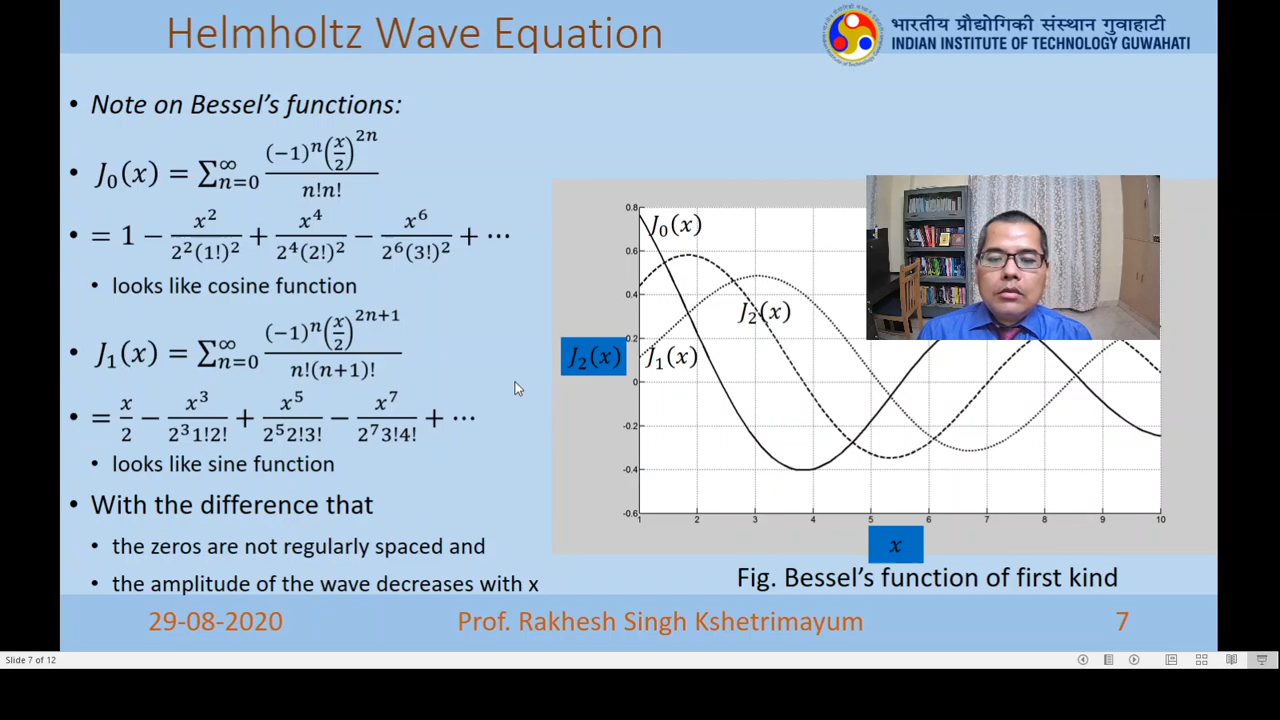 Helmholtz Wave Equation
भारतीय प्रौद्योगिकी संस्थान गुवाहाटी
INDIAN INSTITUTE OF TECHNOLOGY GUWAHATI
• Note on Bessel's functions:
• J₀(x) = ∑_{n=0}^{∞} (−1)ⁿ(x/2)²ⁿ / n!n!
• = 1 − x²/2²(1!)² + x⁴/2⁴(2!)² − x⁶/2⁶(3!)² + ⋯
• looks like cosine function
• J₁(x) = ∑_{n=0}^{∞} (−1)ⁿ(x/2)²ⁿ⁺¹ / n!(n+1)!
• = x/2 − x³/2³1!2! + x⁵/2⁵2!3! − x⁷/2⁷3!4! + ⋯
• looks like sine function
• With the difference that
• the zeros are not regularly spaced and
• the amplitude of the wave decreases with x
0.8
0.6
0.4
0.2
0
-0.2
-0.4
-0.6
J₀(x)
J₂(x)
J₂(x)
J₁(x)
1 2 3 4 5 6 7 8 9 10
x
Fig. Bessel's function of first kind
29-08-2020 Prof. Rakhesh Singh Kshetrimayum 7
Slide 7 of 12